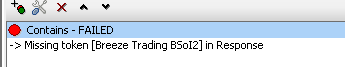 Contains - FAILED
-> Missing token [Breeze Trading BSoI2] in Response